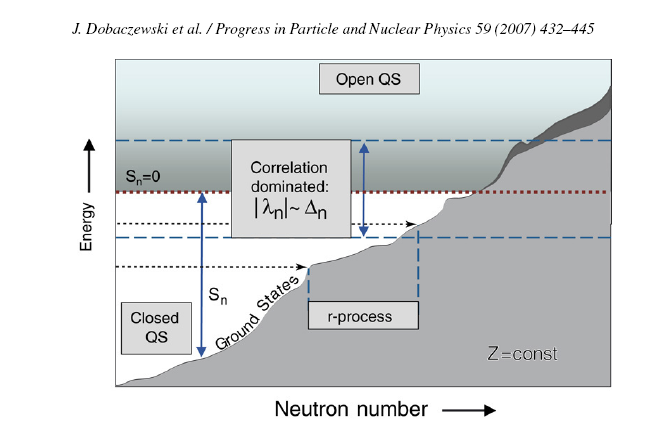 J. Dobaczewski et al. / Progress in Particle and Nuclear Physics 59 (2007) 432–445
Open QS
Correlation
dominated:
|λn|~ Δn
Sn=0
Energy
Sn
Ground States
Closed
QS
r-process
Z=const
Neutron number